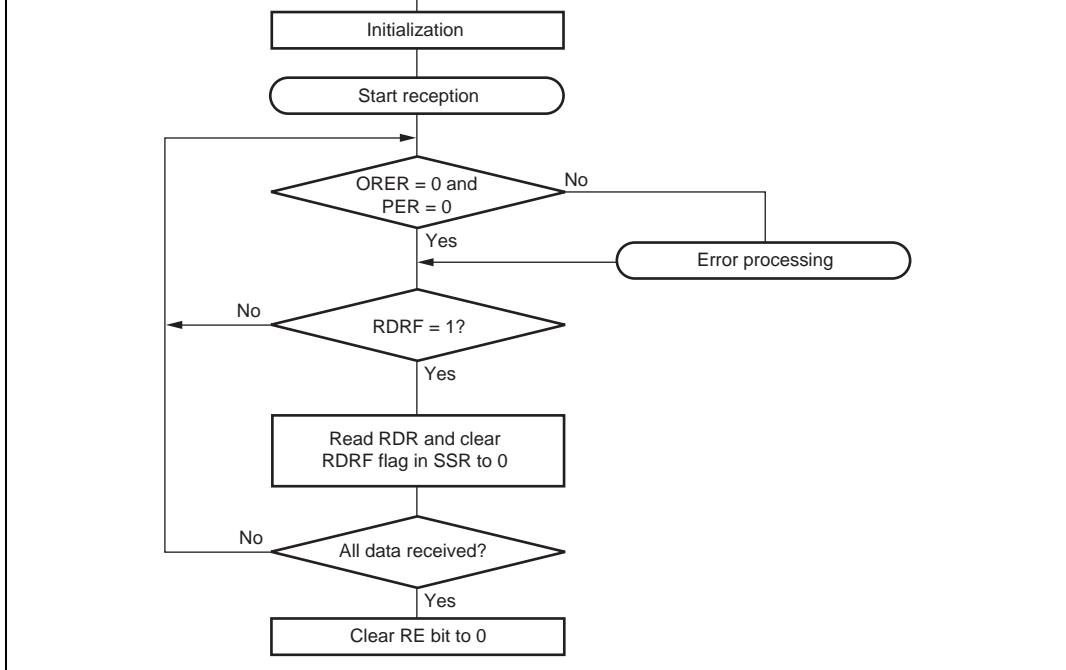 Initialization
Start reception
ORER = 0 and
PER = 0
No
Yes
Error processing
No
RDRF = 1?
Yes
Read RDR and clear
RDRF flag in SSR to 0
No
All data received?
Yes
Clear RE bit to 0